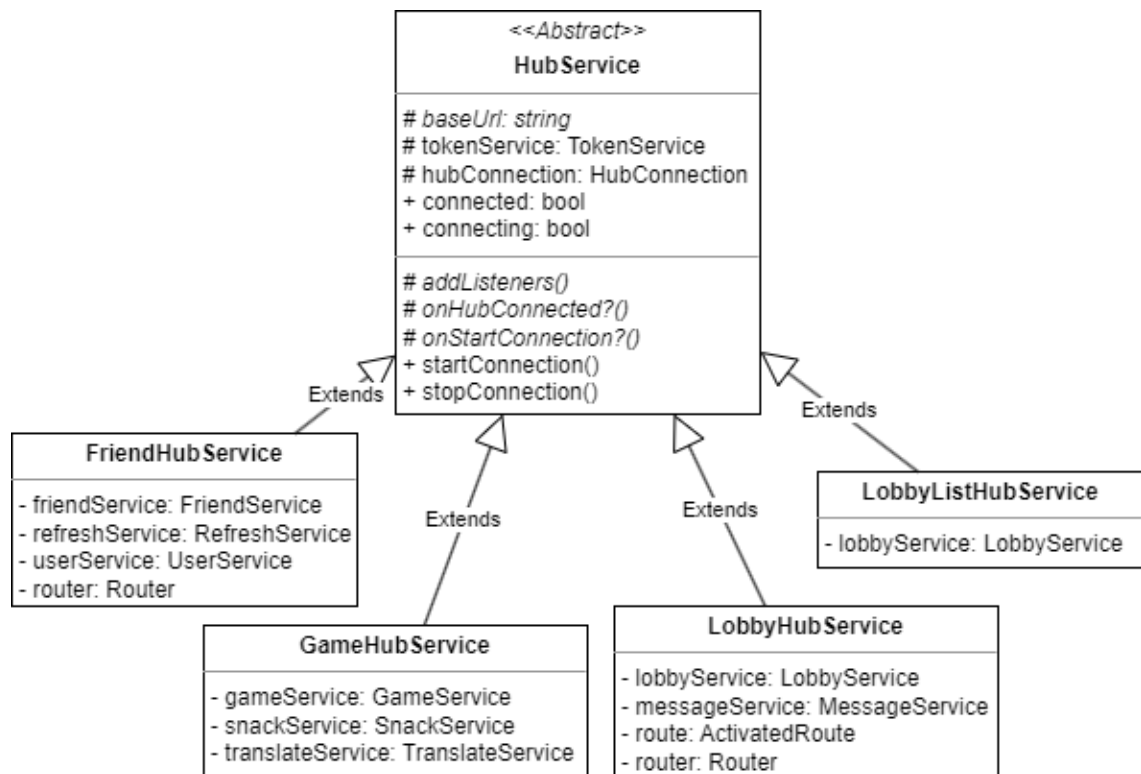 <<Abstract>>
HubService
# baseUrl: string
# tokenService: TokenService
# hubConnection: HubConnection
+ connected: bool
+ connecting: bool
# addListeners()
# onHubConnected?()
# onStartConnection?()
+ startConnection()
+ stopConnection()
Extends
Extends
Extends
Extends
FriendHubService
- friendService: FriendService
- refreshService: RefreshService
- userService: UserService
- router: Router
GameHubService
- gameService: GameService
- snackService: SnackService
- translateService: TranslateService
LobbyHubService
- lobbyService: LobbyService
- messageService: MessageService
- route: ActivatedRoute
- router: Router
LobbyListHubService
- lobbyService: LobbyService